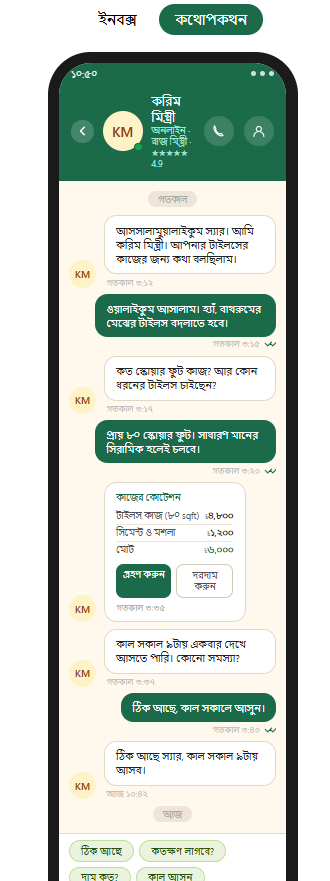 ইনবক্স কথোপকথন
১০:৫০
KM
করিম
মিস্ত্রী
অনলাইন ·
রাজ মিস্ত্রী ·
★★★★★
4.9
গতকাল
আসসালামুয়ালাইকুম স্যার। আমি
করিম মিস্ত্রী। আপনার টাইলসের
কাজের জন্য কথা বলছিলাম।
KM
গতকাল ৩:১২
ওয়ালাইকুম আসালাম। হ্যাঁ, বাথরুমের
মেঝের টাইলস বদলাতে হবে।
গতকাল ৩:১৫
কত স্কোয়ার ফুট কাজ? আর কোন
ধরনের টাইলস চাইছেন?
KM
গতকাল ৩:১৭
প্রায় ৮০ স্কোয়ার ফুট। সাধারণ মানের
সিরামিক হলেই চলবে।
গতকাল ৩:২০
কাজের কোটেশন
টাইলস কাজ (৮০ sqft) ৳৪,৮০০
সিমেন্ট ও মশলা ৳১,২০০
মোট ৳৬,০০০
গ্রহণ করুন
দরদাম
করুন
গতকাল ৩:৩৫
KM
কাল সকাল ৯টায় একবার দেখে
আসতে পারি। কোনো সমস্যা?
KM
গতকাল ৩:৩৭
ঠিক আছে, কাল সকালে আসুন।
গতকাল ৩:৪০
ঠিক আছে স্যার, কাল সকাল ৯টায়
আসব।
KM
আজ ১০:৪২
আজ
ঠিক আছে কতক্ষণ লাগবে?
দাম কত? কাল আসুন